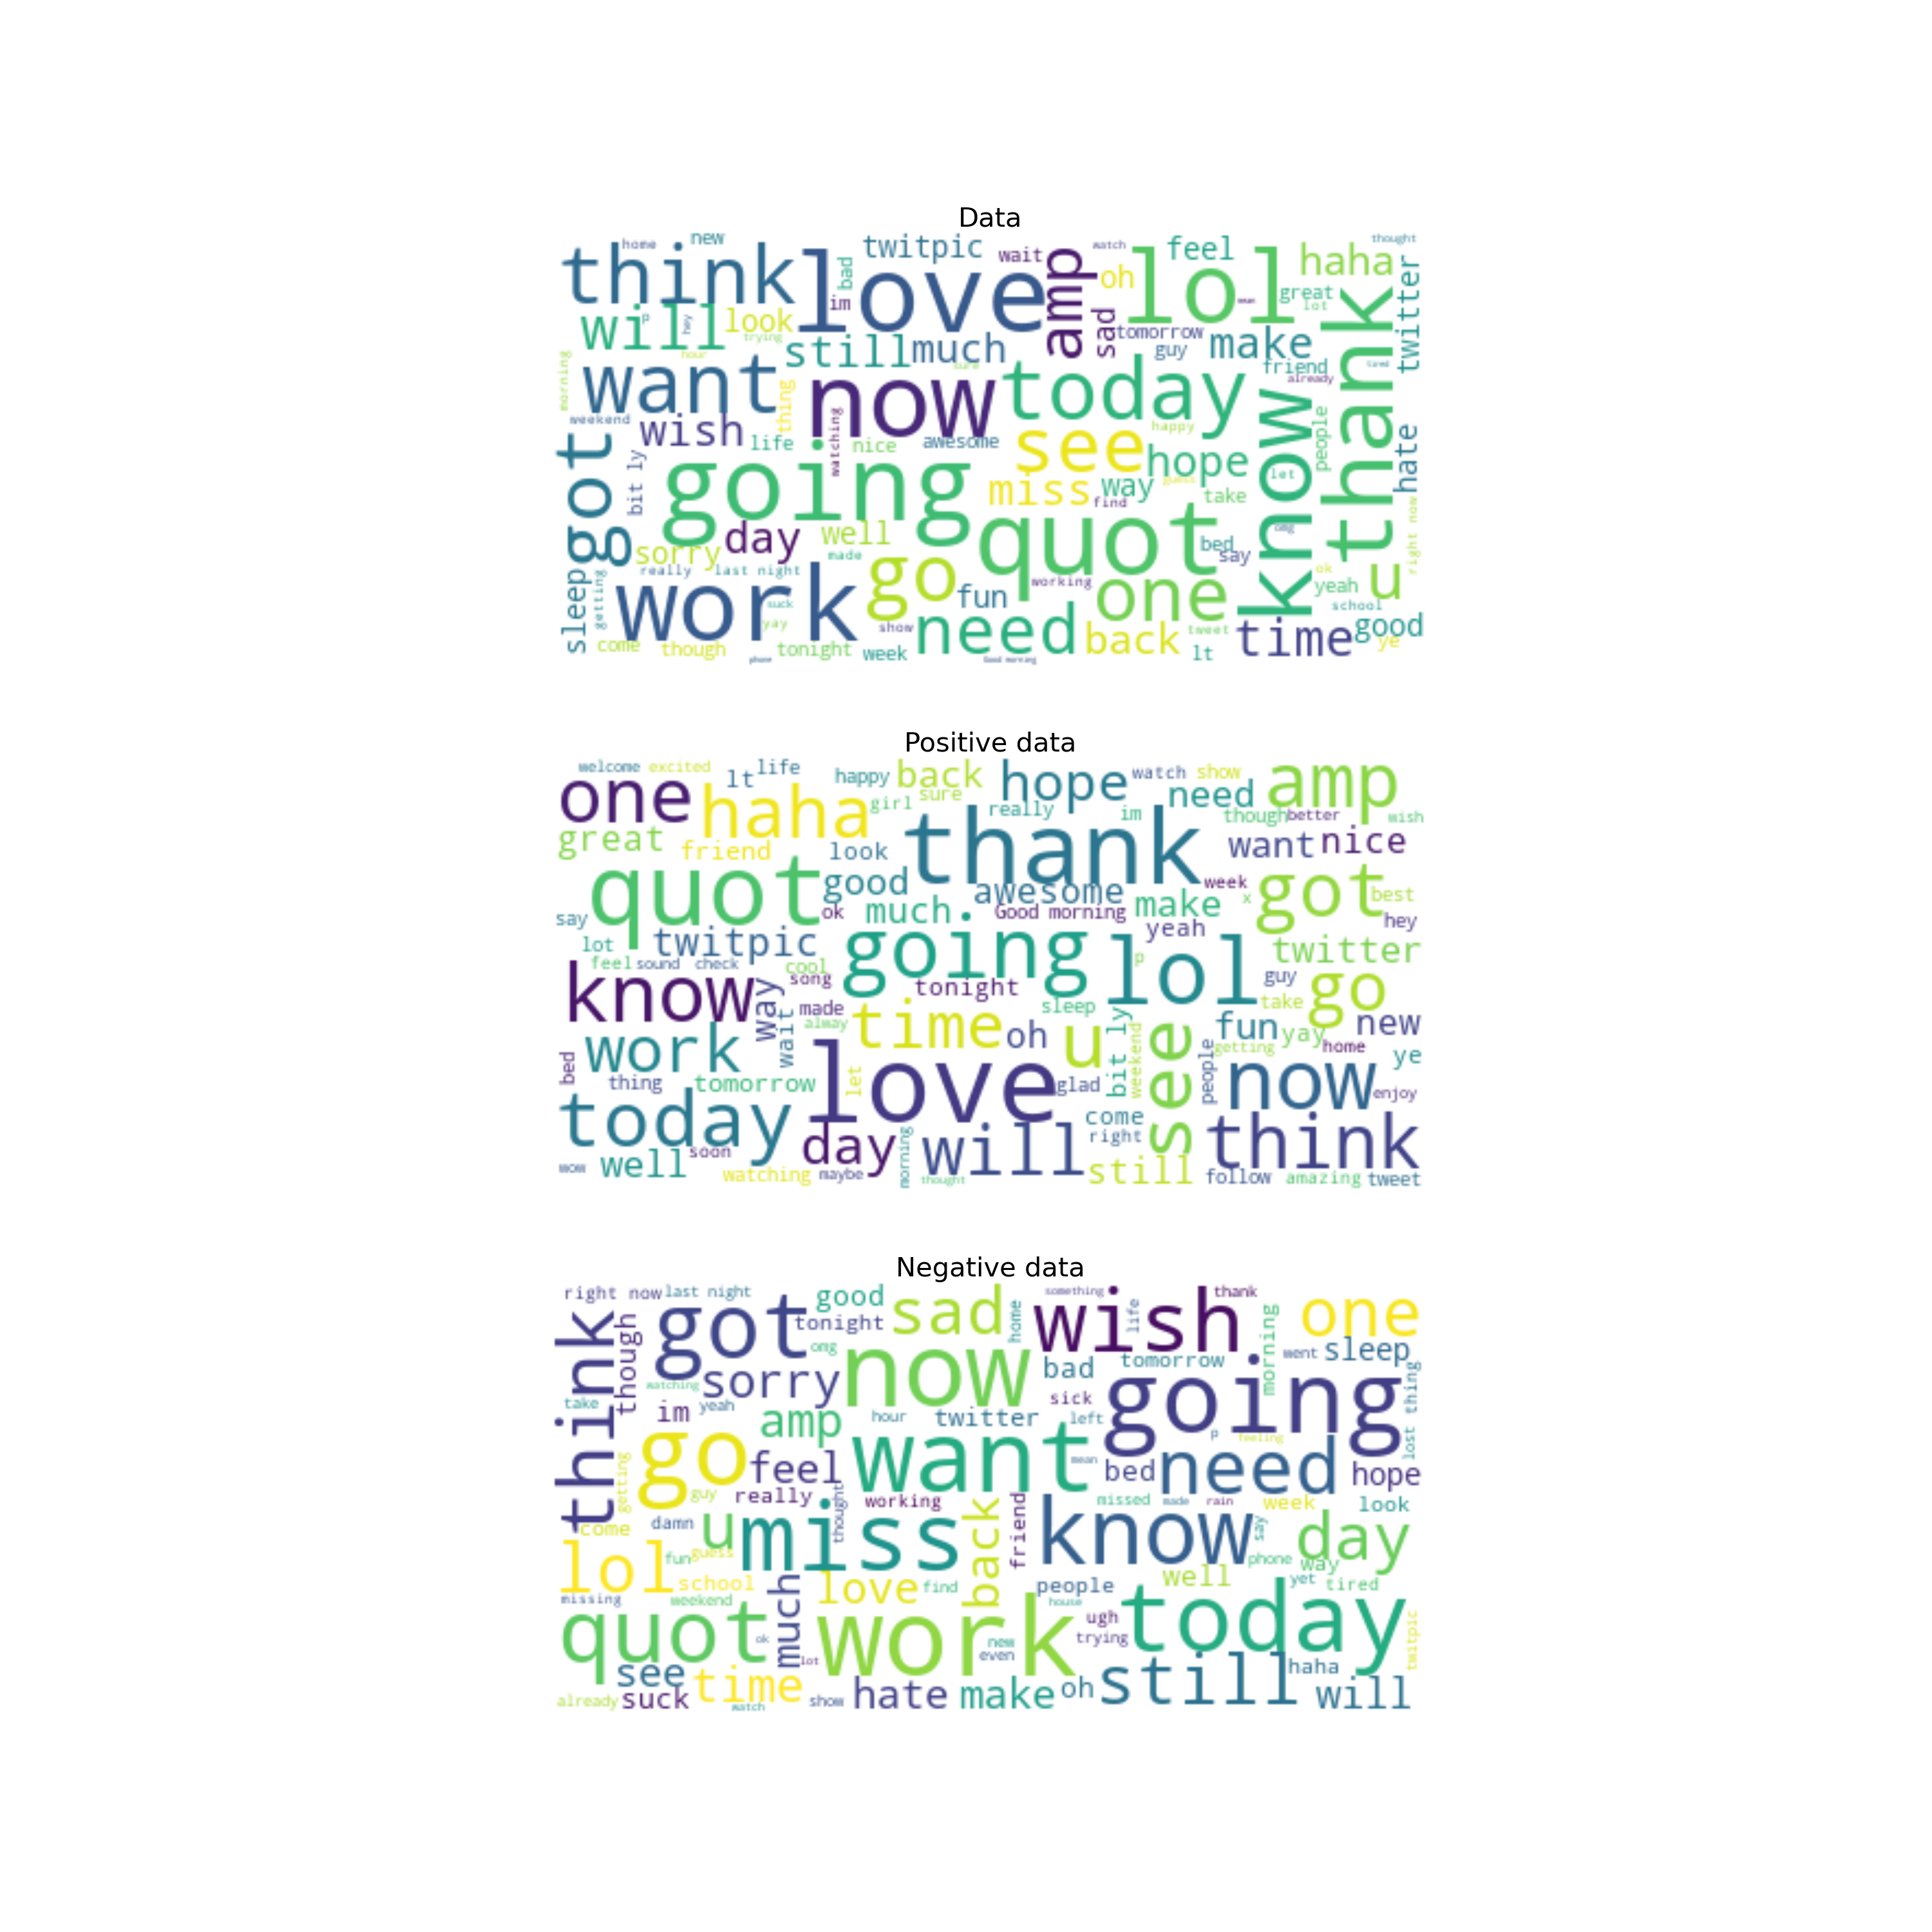 Data
home new twitpic wait watch feel thought
think love amp oh lol haha
bad im sad great lot thank twitter
will p hey look trying still much tomorrow guy make
hour sure friend already tired
morning want thing now today know people
weekend wish life watching nice awesome see happy hope hate
got bit ly going miss way guess let take
find quot omg right now
sorry day well bed say
sleep getting really last night made go working one ok yeah u
work suck yay fun school
come though phone tonight show week need Good morning back tweet lt time good ye
Positive data
welcome excited lt life happy back hope watch show amp
one haha girl sure really im need though better wish
great friend look thank want nice
quot good awesome week got best
say ok much Good morning make x hey
lot twitpic going yeah lol twitter
feel sound check cool song tonight p guy go
know way wait made alway time oh sleep u take
work bit ly weekend see fun yay new
bed thing tomorrow let love glad people getting home ye
today now enjoy
day will come right think
wow well soon watching maybe morning thought still follow amazing tweet
Negative data
right now last night good sad something wish thank one
think though got tonight home life morning
omg now bad tomorrow went sleep
watching sorry sick going thing
take im yeah amp hour twitter left
go feel want mean p feeling need lost hope
getting guy really thought working bed missed made rain week look
come damn u miss back friend know say day
lol fun guess phone way
school much love find people well yet tired
missing weekend house
quot ok work new even ugh trying today twitpic
see time lot still haha
already suck watch show hate make oh will